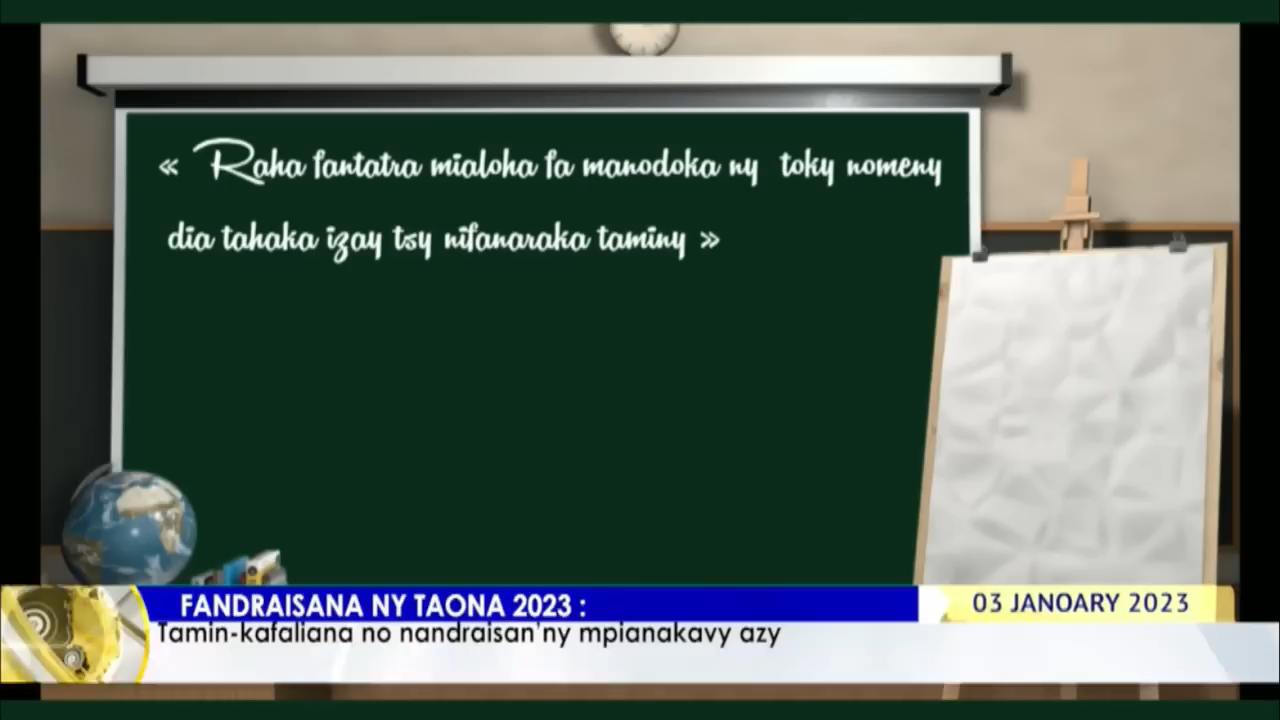 « Raha fantatra mialoha fa manodoka ny toky nomeny
dia tahaka izay tsy nifanaraka taminy »
FANDRAISANA NY TAONA 2023 :
03 JANOARY 2023
Tamin-kafaliana no nandraisan'ny mpianakavy azy